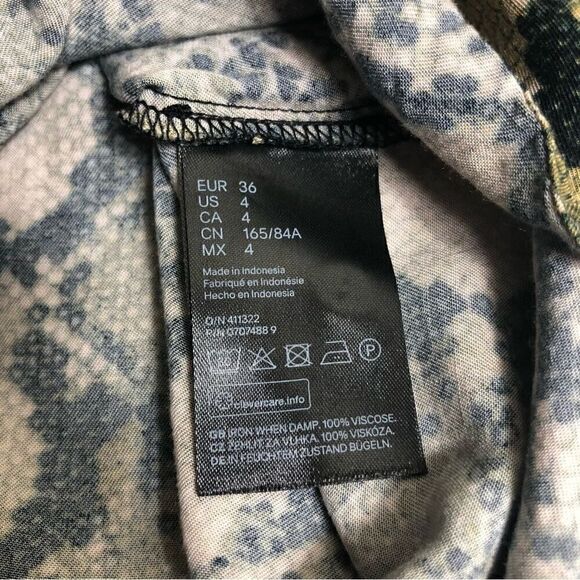 EUR 36
US 4
CA 4
CN 165/84A
MX 4
Made in Indonesia
Fabriqué en Indonésie
Hecho en Indonesia
O/N 411322
P/N 0707488 9
P
clevercare.info
GB IRON WHEN DAMP. 100% VISCOSE.
CZ ŽEHLIT ZA VLHKA. 100% VISKÓZA.
DE IN FEUCHTEM ZUSTAND BÜGELN.